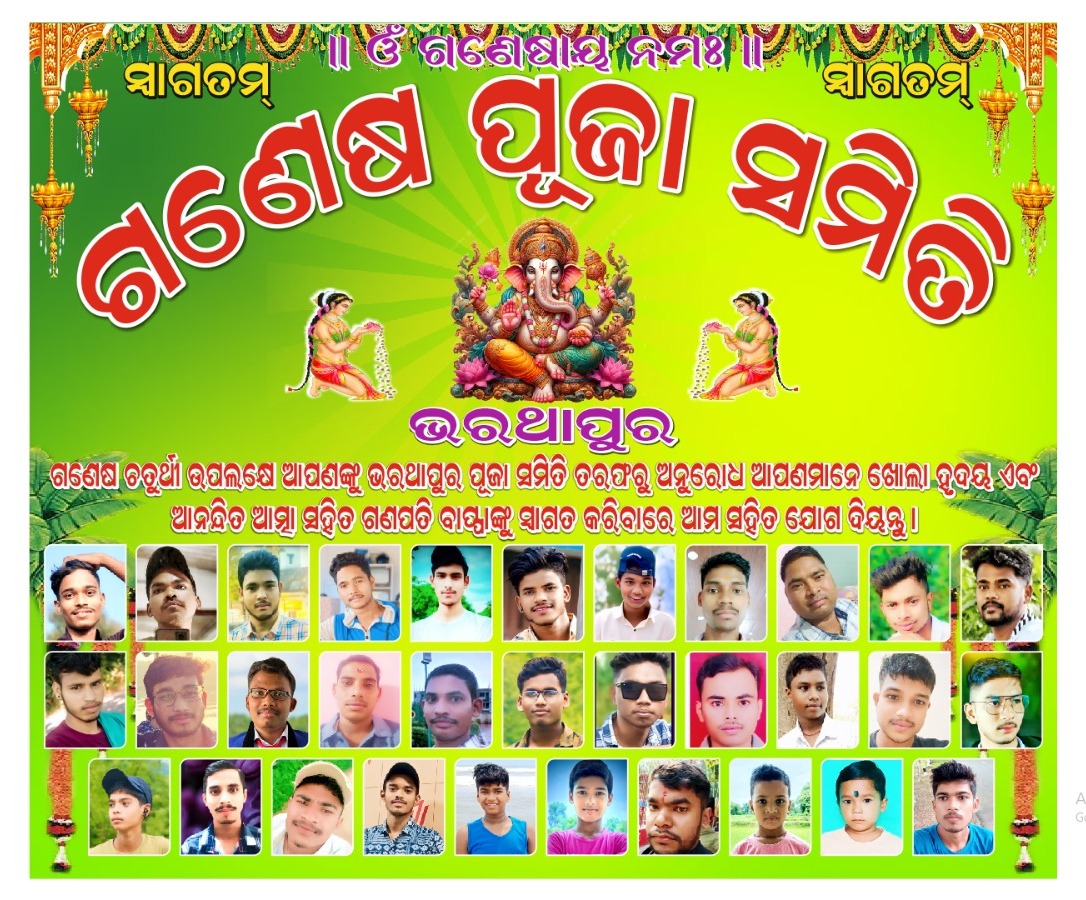 ॥ ଓଁ ଗଣେଷାୟ ନମଃ ॥
ସ୍ୱାଗତମ୍ ସ୍ୱାଗତମ୍
ଗଣେଷ ପୂଜା ସମିତି
ଭରଥାପୁର
ଗଣେଷ ଚତୁର୍ଥୀ ଉପଲକ୍ଷେ ଆପଣଙ୍କୁ ଭରଥାପୁର ପୂଜା ସମିତି ତରଫରୁ ଅନୁରୋଧ ଆପଣମାନେ ଖୋଲା ହୃଦୟ ଏବଂ
ଆନନ୍ଦିତ ଆତ୍ମା ସହିତ ଗଣପତି ବାପ୍ପାଙ୍କୁ ସ୍ୱାଗତ କରିବାରେ ଆମ ସହିତ ଯୋଗ ଦିୟନ୍ତୁ ।